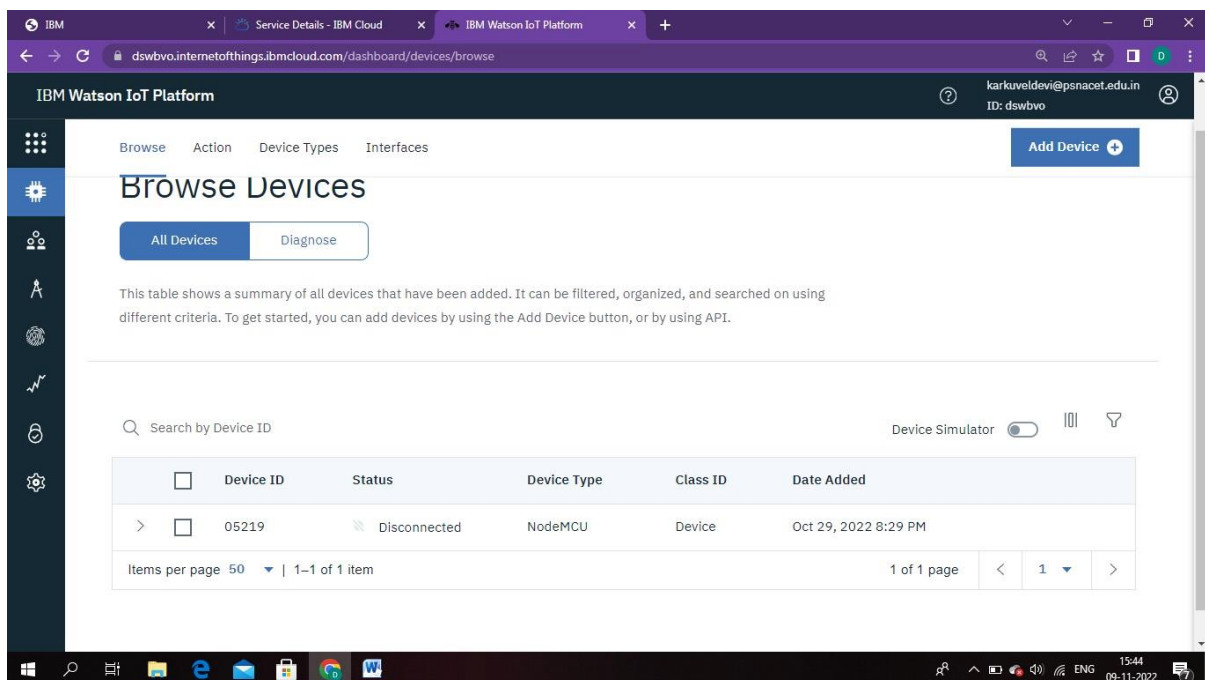 IBM
Service Details - IBM Cloud
IBM Watson IoT Platform
dswbvo.internetofthings.ibmcloud.com/dashboard/devices/browse
D
IBM Watson IoT Platform
karkuveldevi@psnacet.edu.in
ID: dswbvo
Browse Action Device Types Interfaces
Add Device
Browse Devices
All Devices Diagnose
This table shows a summary of all devices that have been added. It can be filtered, organized, and searched on using
different criteria. To get started, you can add devices by using the Add Device button, or by using API.
Search by Device ID
Device Simulator
Device ID Status Device Type Class ID Date Added
05219 Disconnected NodeMCU Device Oct 29, 2022 8:29 PM
Items per page 50 | 1–1 of 1 item
1 of 1 page 1
ENG
15:44
09-11-2022
7